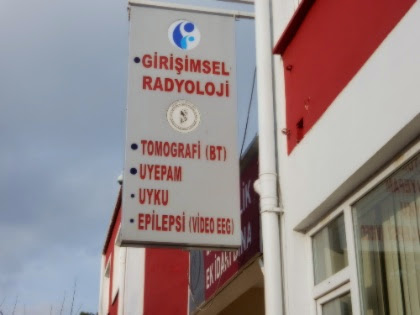 • GİRİŞİMSEL
RADYOLOJİ
• TOMOGRAFİ (BT)
• UYEPAM
• UYKU
• EPİLEPSİ (VİDEO EEG)